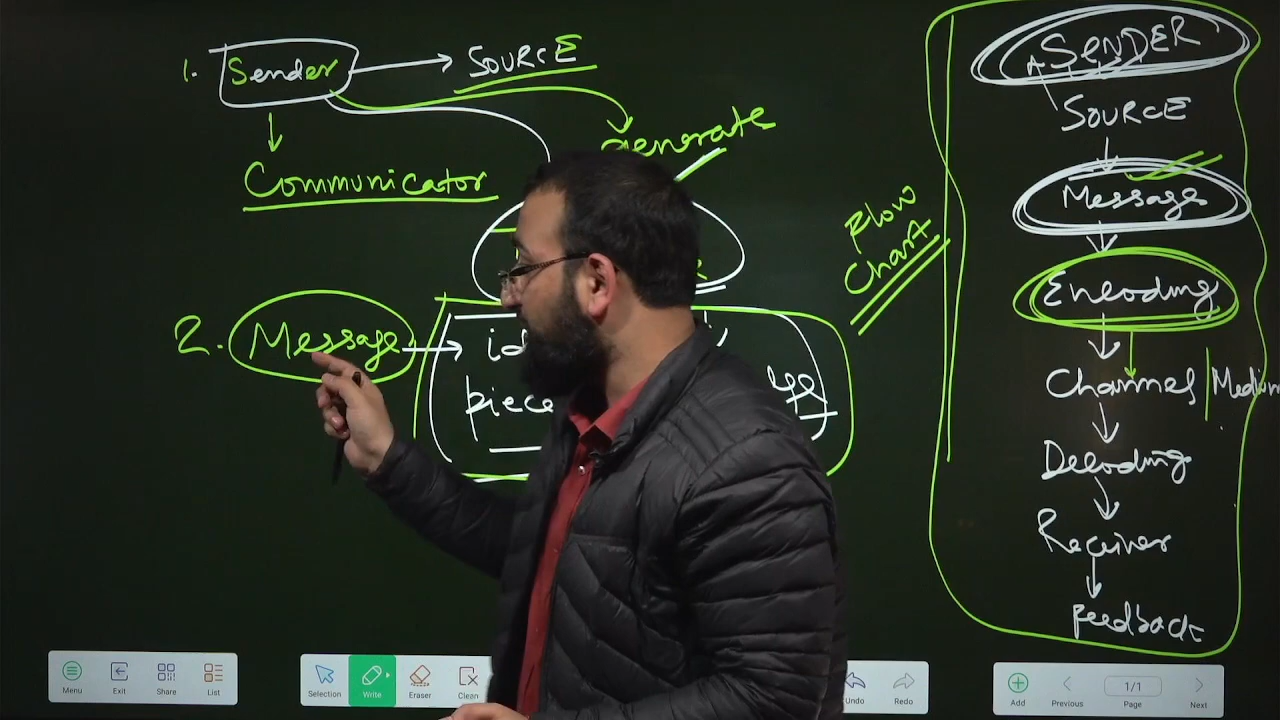 1. Sender → SOURCE
generate
Communicator
2. Message →
piece
Flow
Chart
SENDER
SOURCE
Message
Encoding
Channel | Medium
Decoding
Receiver
Feedback
Menu
Exit
Share
List
Selection
Write
Eraser
Clean
Undo
Redo
Add
Previous
1/1
Page
Next